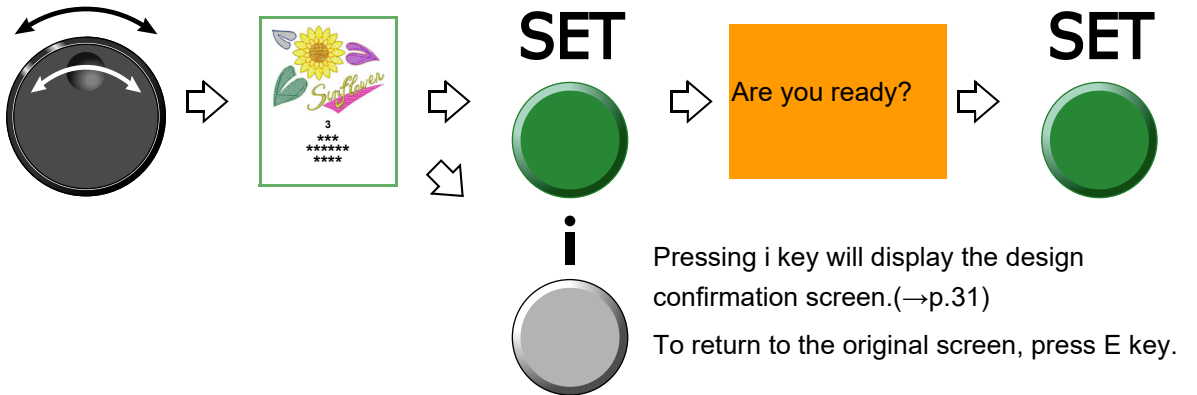 SET
SET
Sunflower
Are you ready?
3
***
******
****
i
Pressing i key will display the design
confirmation screen.(→p.31)
To return to the original screen, press E key.